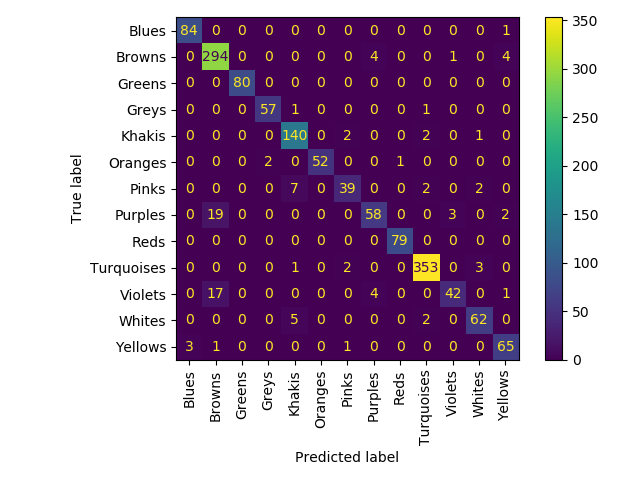 Blues 84 0 0 0 0 0 0 0 0 0 0 0 1
Browns 0 294 0 0 0 0 0 4 0 0 1 0 4
Greens 0 0 80 0 0 0 0 0 0 0 0 0 0
Greys 0 0 0 57 1 0 0 0 0 1 0 0 0
Khakis 0 0 0 0 140 0 2 0 0 2 0 1 0
Oranges 0 0 0 2 0 52 0 0 1 0 0 0 0
Pinks 0 0 0 0 7 0 39 0 0 2 0 2 0
Purples 0 19 0 0 0 0 0 58 0 0 3 0 2
Reds 0 0 0 0 0 0 0 0 79 0 0 0 0
Turquoises 0 0 0 0 1 0 2 0 0 353 0 3 0
Violets 0 17 0 0 0 0 0 4 0 0 42 0 1
Whites 0 0 0 0 5 0 0 0 0 2 0 62 0
Yellows 3 1 0 0 0 0 1 0 0 0 0 0 65
True label
Blues Browns Greens Greys Khakis Oranges Pinks Purples Reds Turquoises Violets Whites Yellows
Predicted label
350
300
250
200
150
100
50
0